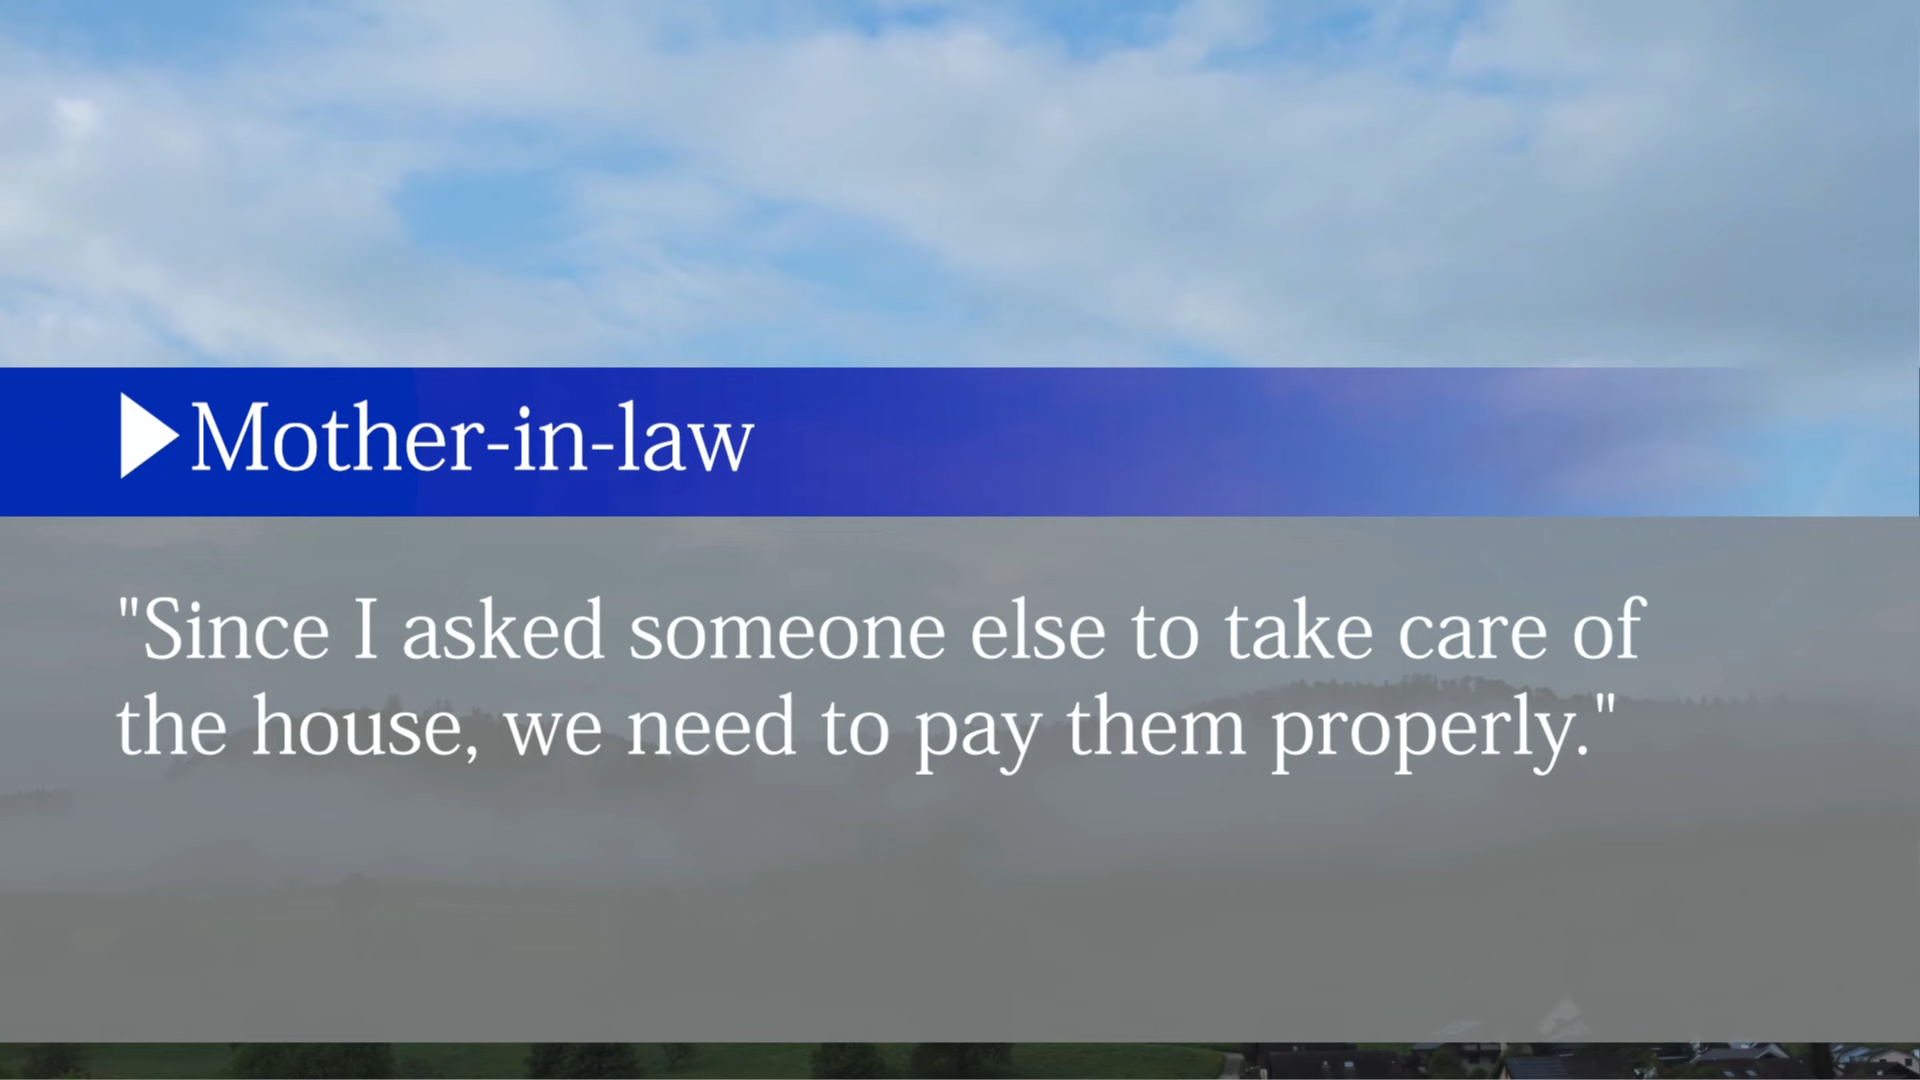 ▶Mother-in-law
"Since I asked someone else to take care of
the house, we need to pay them properly."